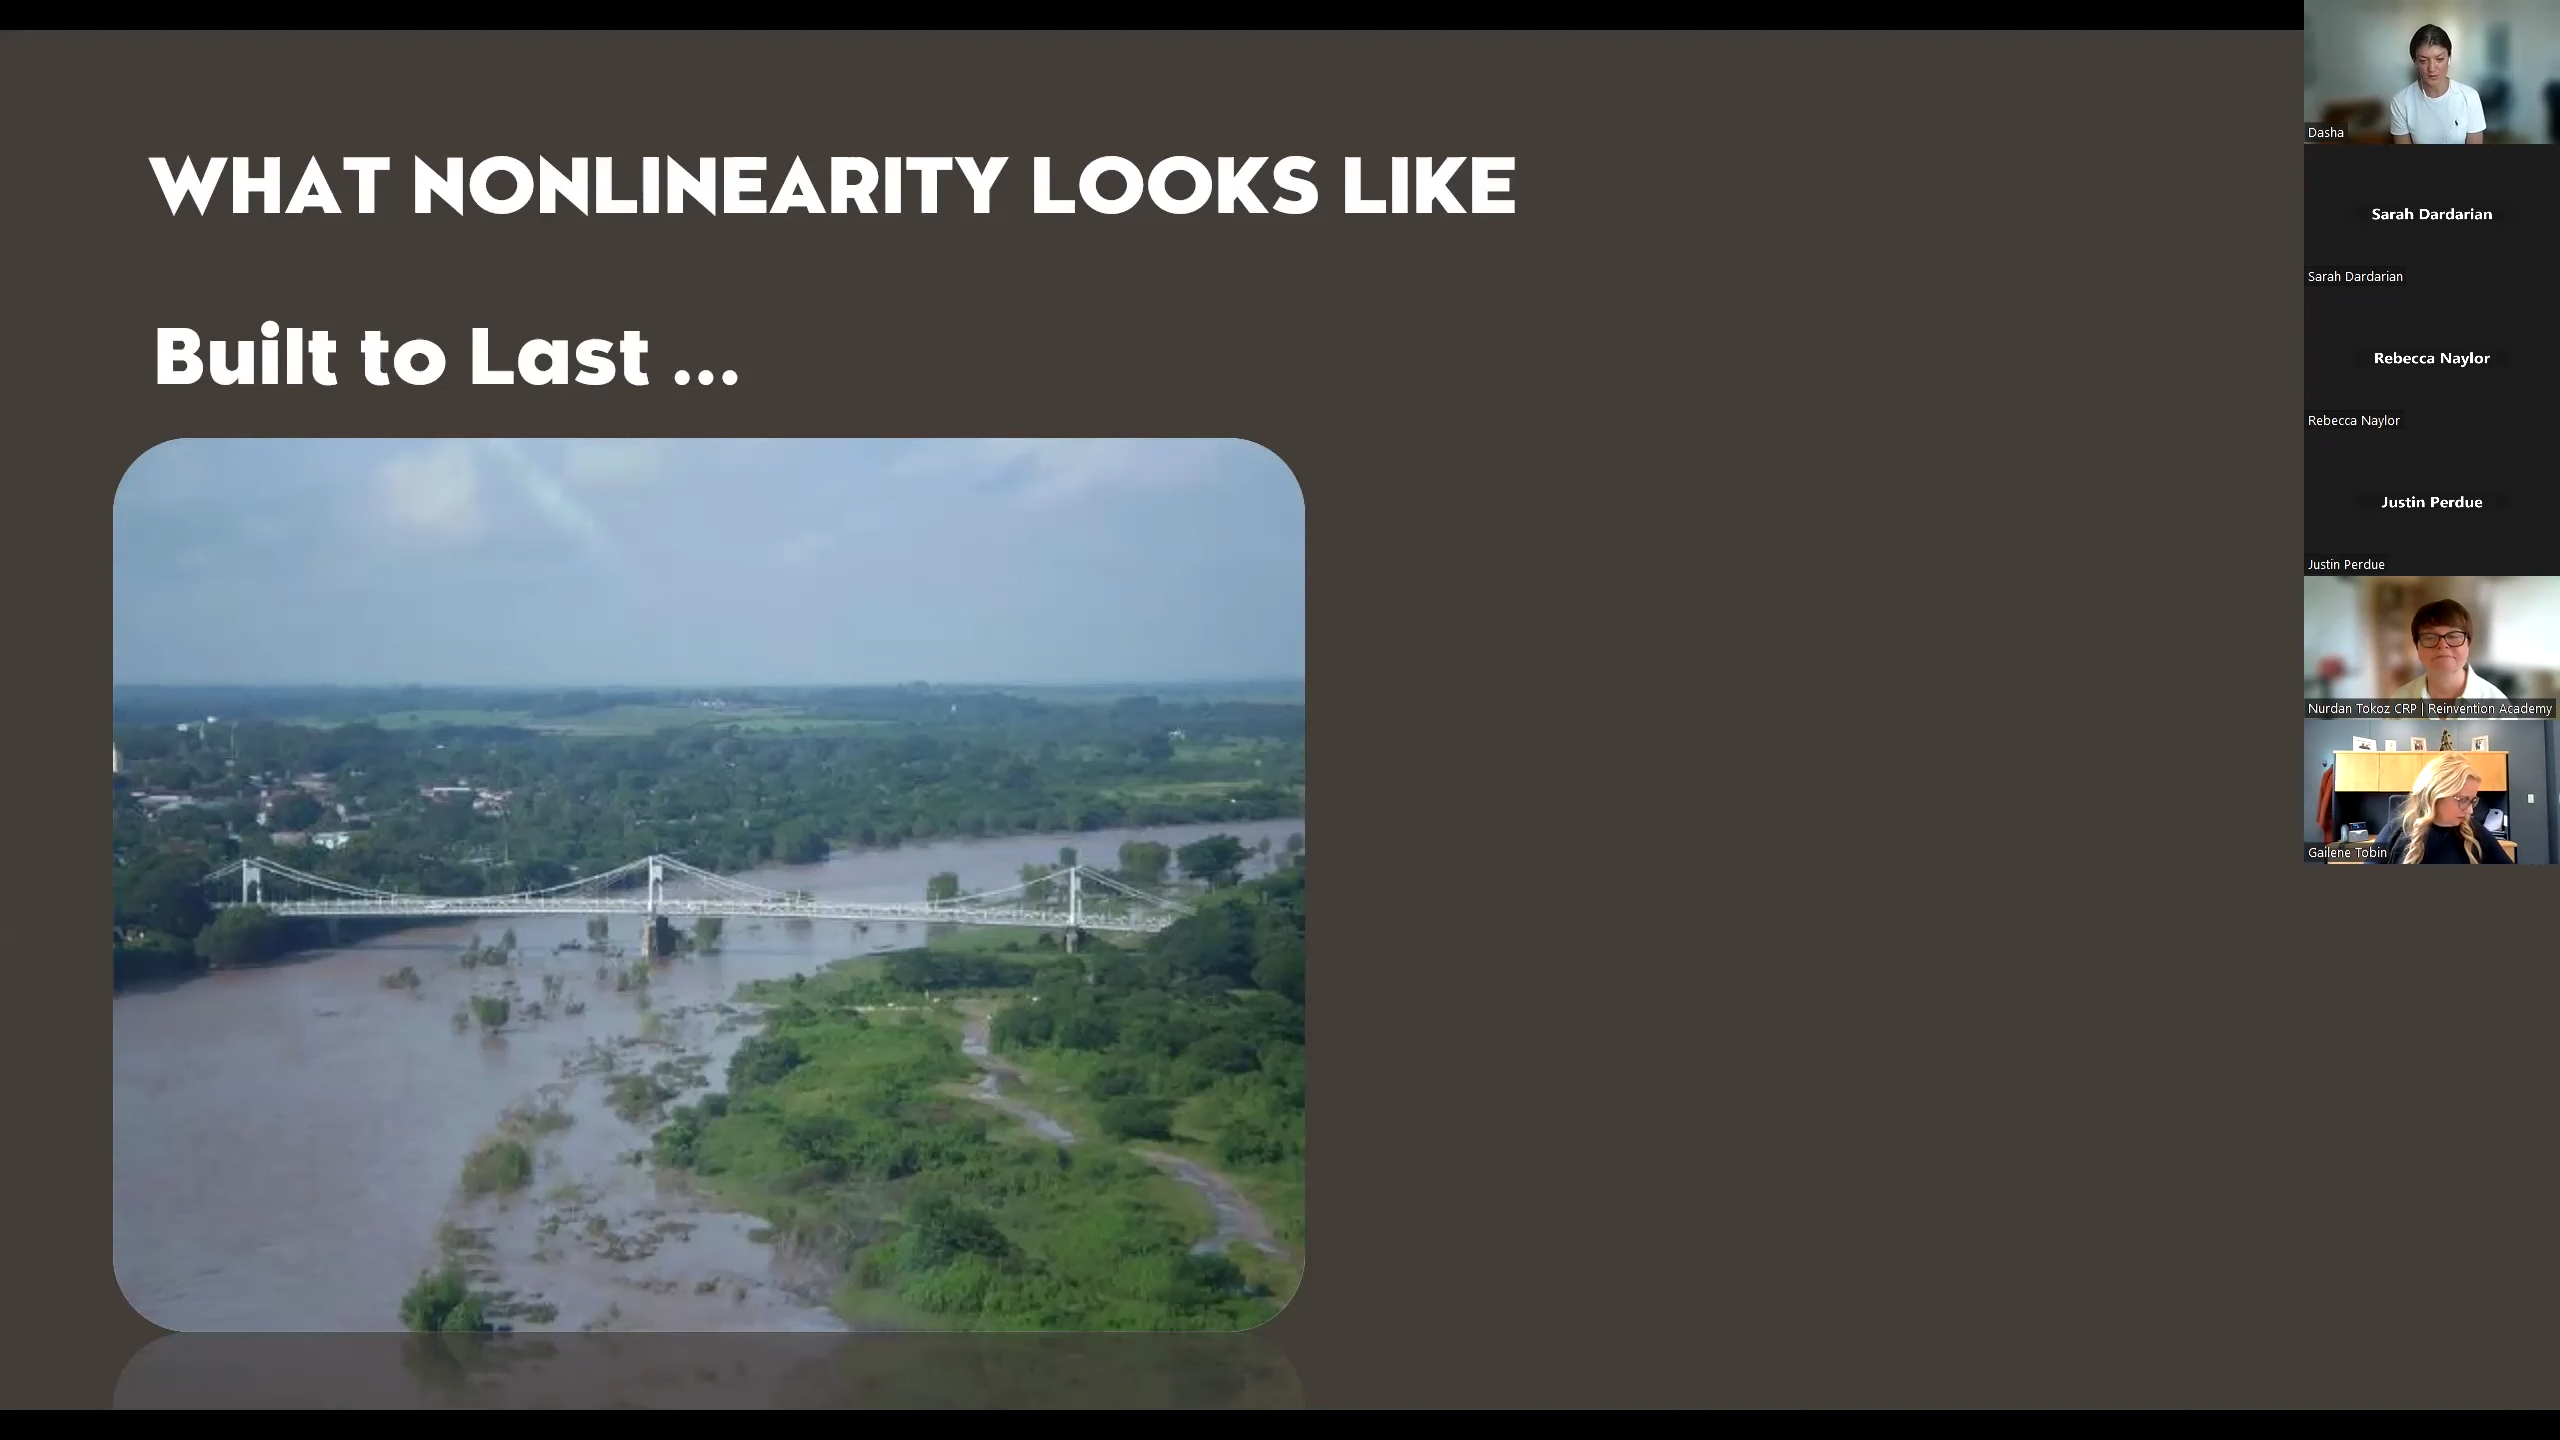 WHAT NONLINEARITY LOOKS LIKE
Built to Last ...
Dasha
Sarah Dardarian
Sarah Dardarian
Rebecca Naylor
Rebecca Naylor
Justin Perdue
Justin Perdue
Nurdan Tokoz CRP | Reinvention Academy
Gailene Tobin